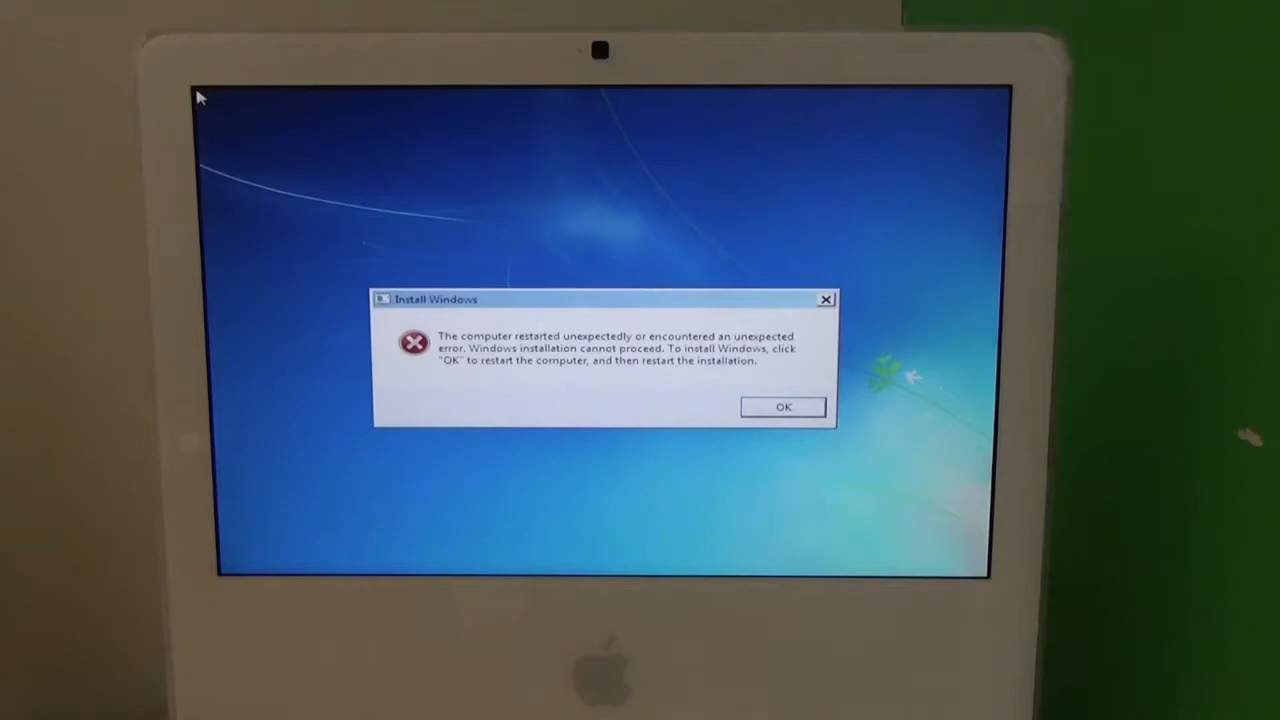 Install Windows
The computer restarted unexpectedly or encountered an unexpected
error. Windows installation cannot proceed. To install Windows, click
"OK" to restart the computer, and then restart the installation.
OK